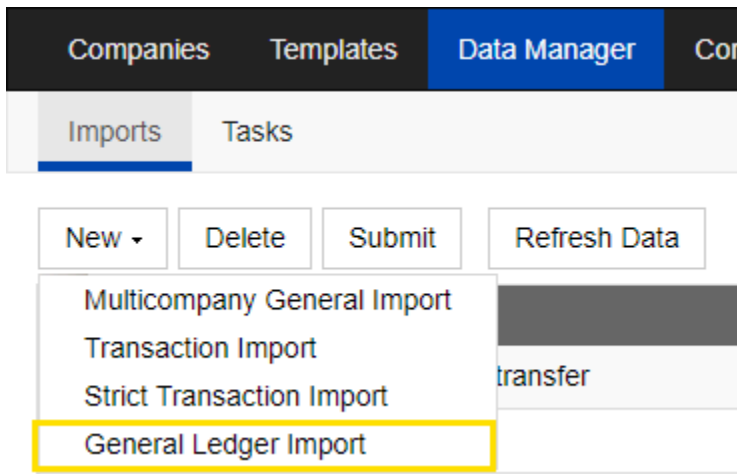 Companies Templates Data Manager Cor
Imports Tasks
New Delete Submit Refresh Data
Multicompany General Import
Transaction Import
transfer
Strict Transaction Import
General Ledger Import